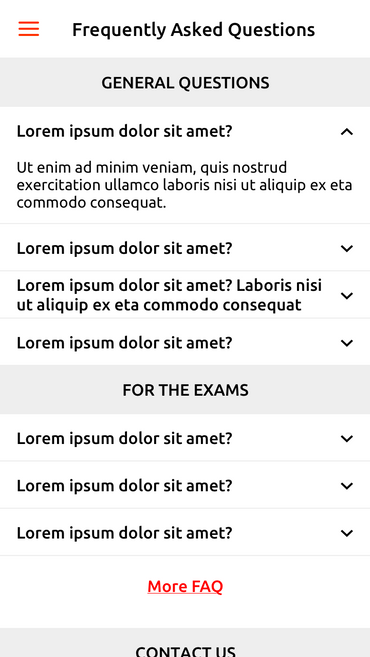 Frequently Asked Questions
GENERAL QUESTIONS
Lorem ipsum dolor sit amet?
Ut enim ad minim veniam, quis nostrud
exercitation ullamco laboris nisi ut aliquip ex eta
commodo consequat.
Lorem ipsum dolor sit amet?
Lorem ipsum dolor sit amet? Laboris nisi
ut aliquip ex eta commodo consequat
Lorem ipsum dolor sit amet?
FOR THE EXAMS
Lorem ipsum dolor sit amet?
Lorem ipsum dolor sit amet?
Lorem ipsum dolor sit amet?
More FAQ
CONTACT US